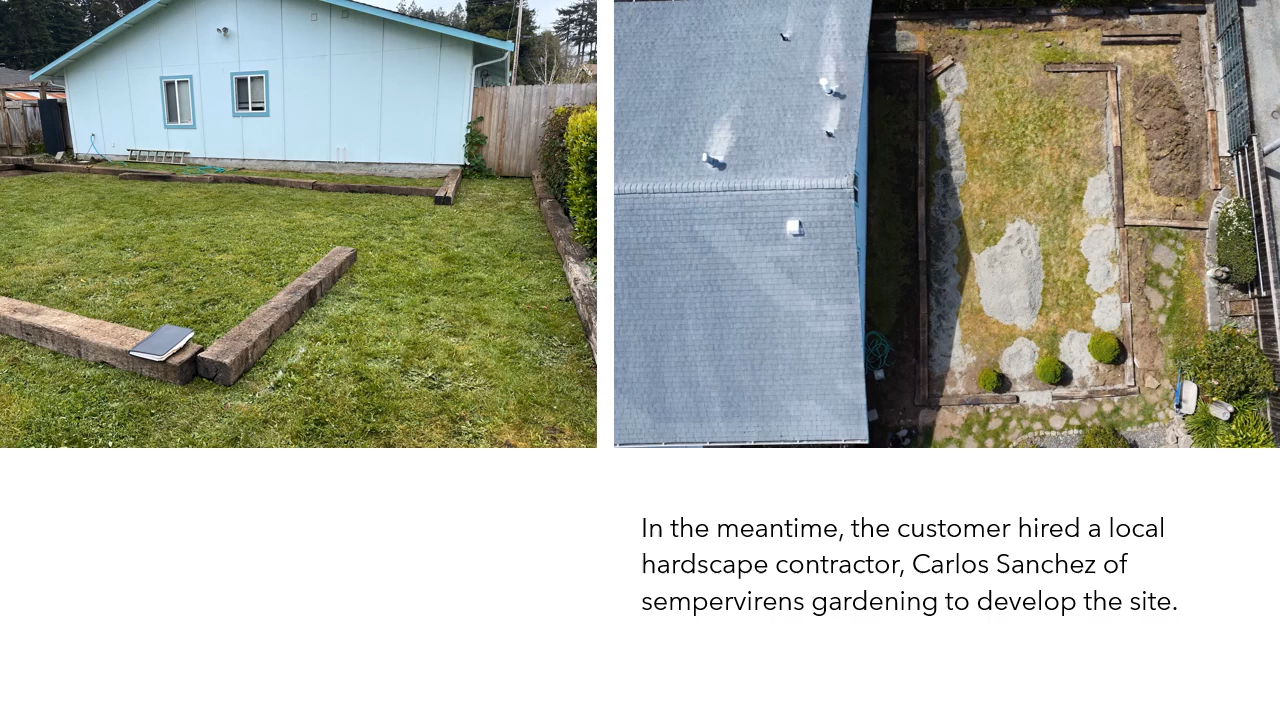 In the meantime, the customer hired a local
hardscape contractor, Carlos Sanchez of
sempervirens gardening to develop the site.